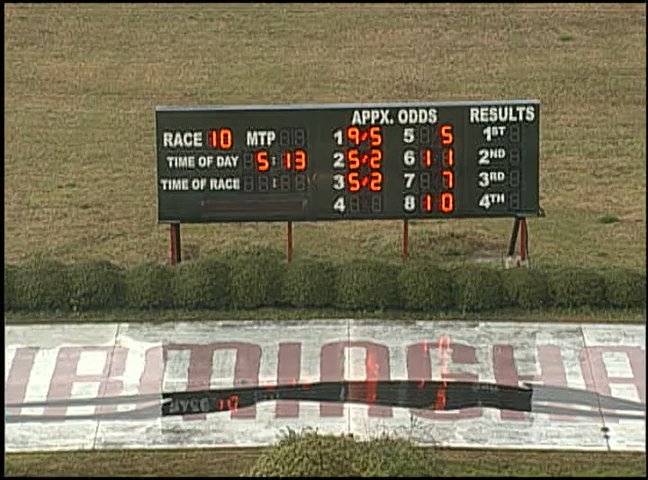 APPX. ODDS RESULTS
RACE 10 MTP 1 9-5 5 5 1ST
TIME OF DAY 5:13 2 5-2 6 11 2ND
TIME OF RACE 3 5-2 7 7 3RD
4 8 10 4TH
BIRMINGHA